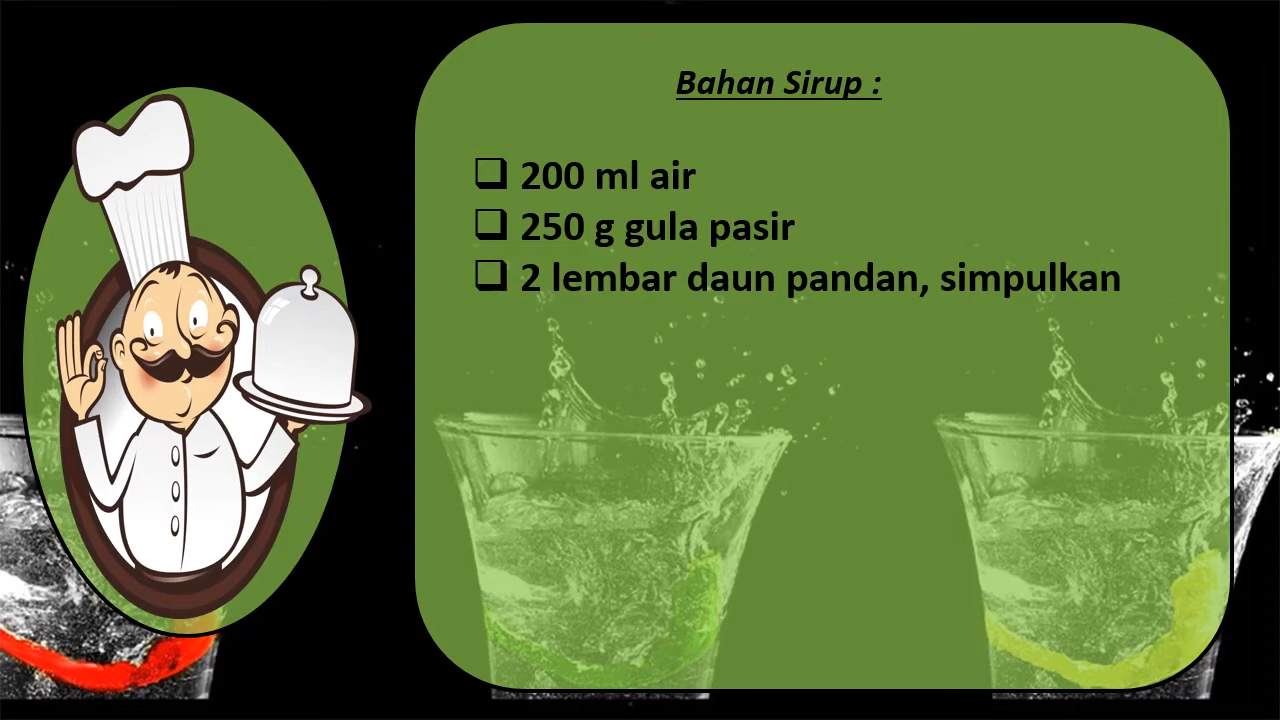 Bahan Sirup :
❑ 200 ml air
❑ 250 g gula pasir
❑ 2 lembar daun pandan, simpulkan